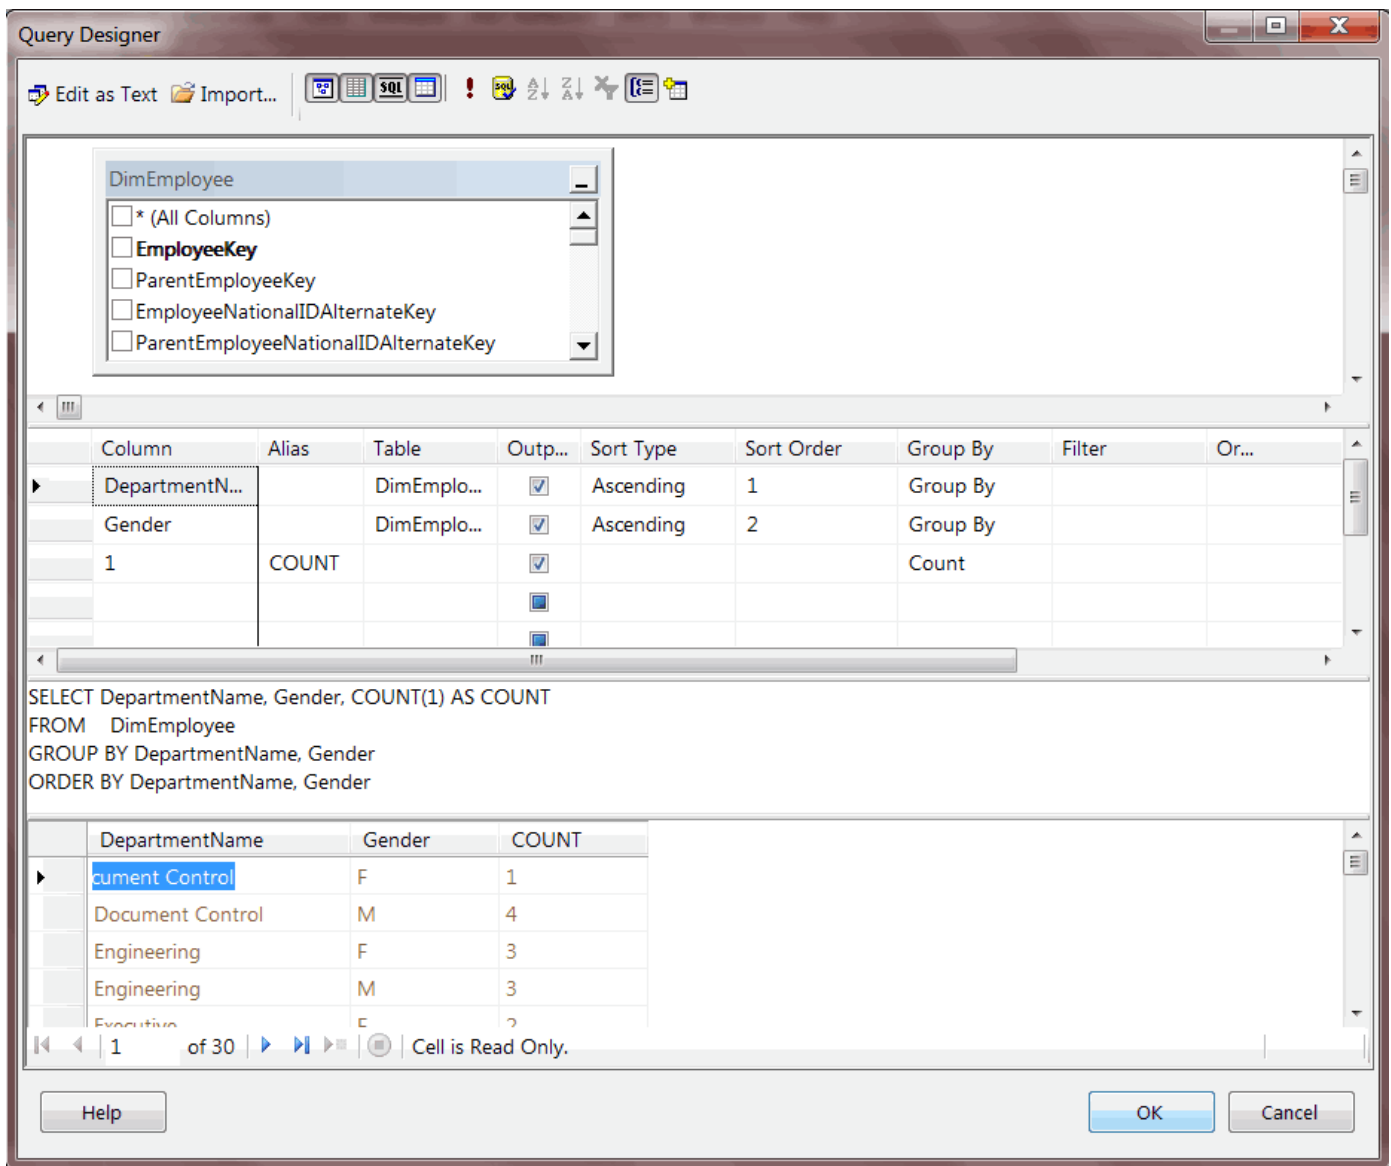 Query Designer
Edit as Text Import... SQL SQL A Z Z A
DimEmployee
* (All Columns)
EmployeeKey
ParentEmployeeKey
EmployeeNationalIDAlternateKey
ParentEmployeeNationalIDAlternateKey
Column Alias Table Outp... Sort Type Sort Order Group By Filter Or...
DepartmentN... DimEmplo... Ascending 1 Group By
Gender DimEmplo... Ascending 2 Group By
1 COUNT Count
SELECT DepartmentName, Gender, COUNT(1) AS COUNT
FROM DimEmployee
GROUP BY DepartmentName, Gender
ORDER BY DepartmentName, Gender
DepartmentName Gender COUNT
cument Control F 1
Document Control M 4
Engineering F 3
Engineering M 3
Executive F 2
1 of 30 Cell is Read Only.
Help OK Cancel